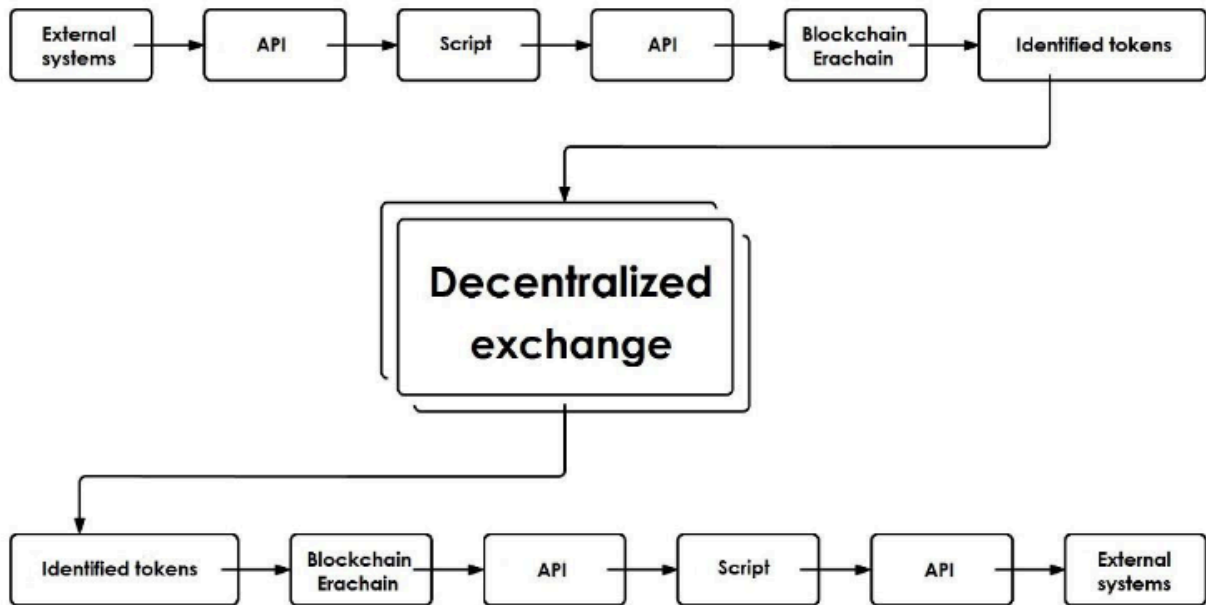 External
systems
API
Script
API
Blockchain
Erachain
Identified tokens
Decentralized
exchange
Identified tokens
Blockchain
Erachain
API
Script
API
External
systems